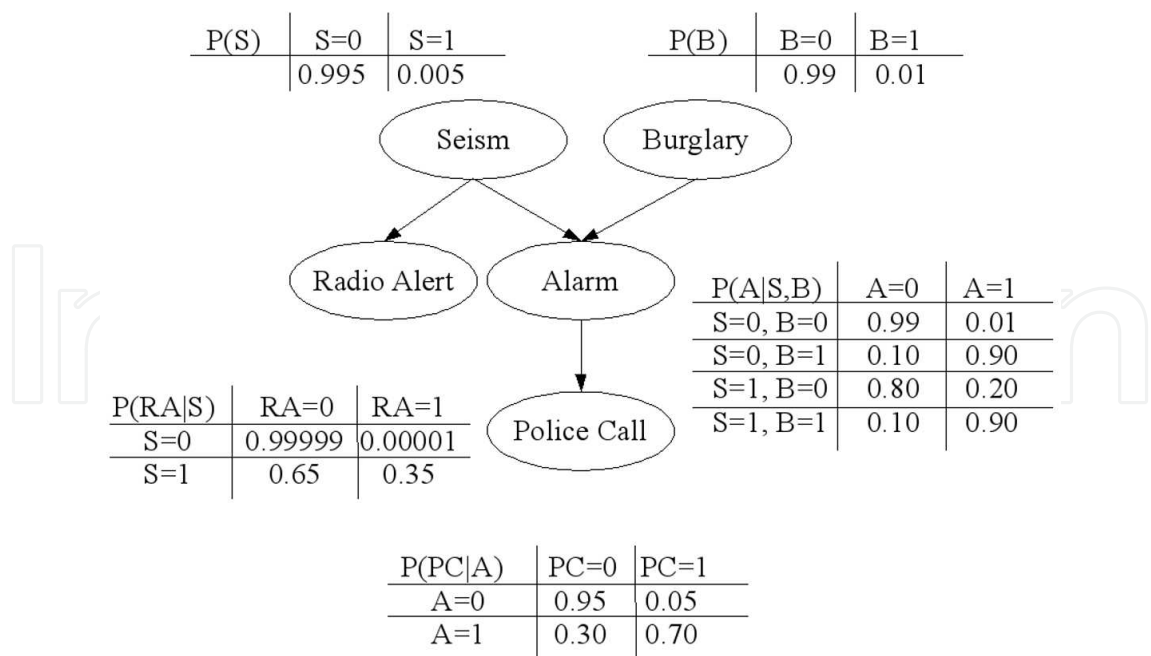 P(S) S=0 S=1
0.995 0.005
P(B) B=0 B=1
0.99 0.01
Seism
Burglary
Radio Alert
Alarm
P(A|S,B) A=0 A=1
S=0, B=0 0.99 0.01
S=0, B=1 0.10 0.90
S=1, B=0 0.80 0.20
S=1, B=1 0.10 0.90
P(RA|S) RA=0 RA=1
S=0 0.99999 0.00001
S=1 0.65 0.35
Police Call
P(PC|A) PC=0 PC=1
A=0 0.95 0.05
A=1 0.30 0.70